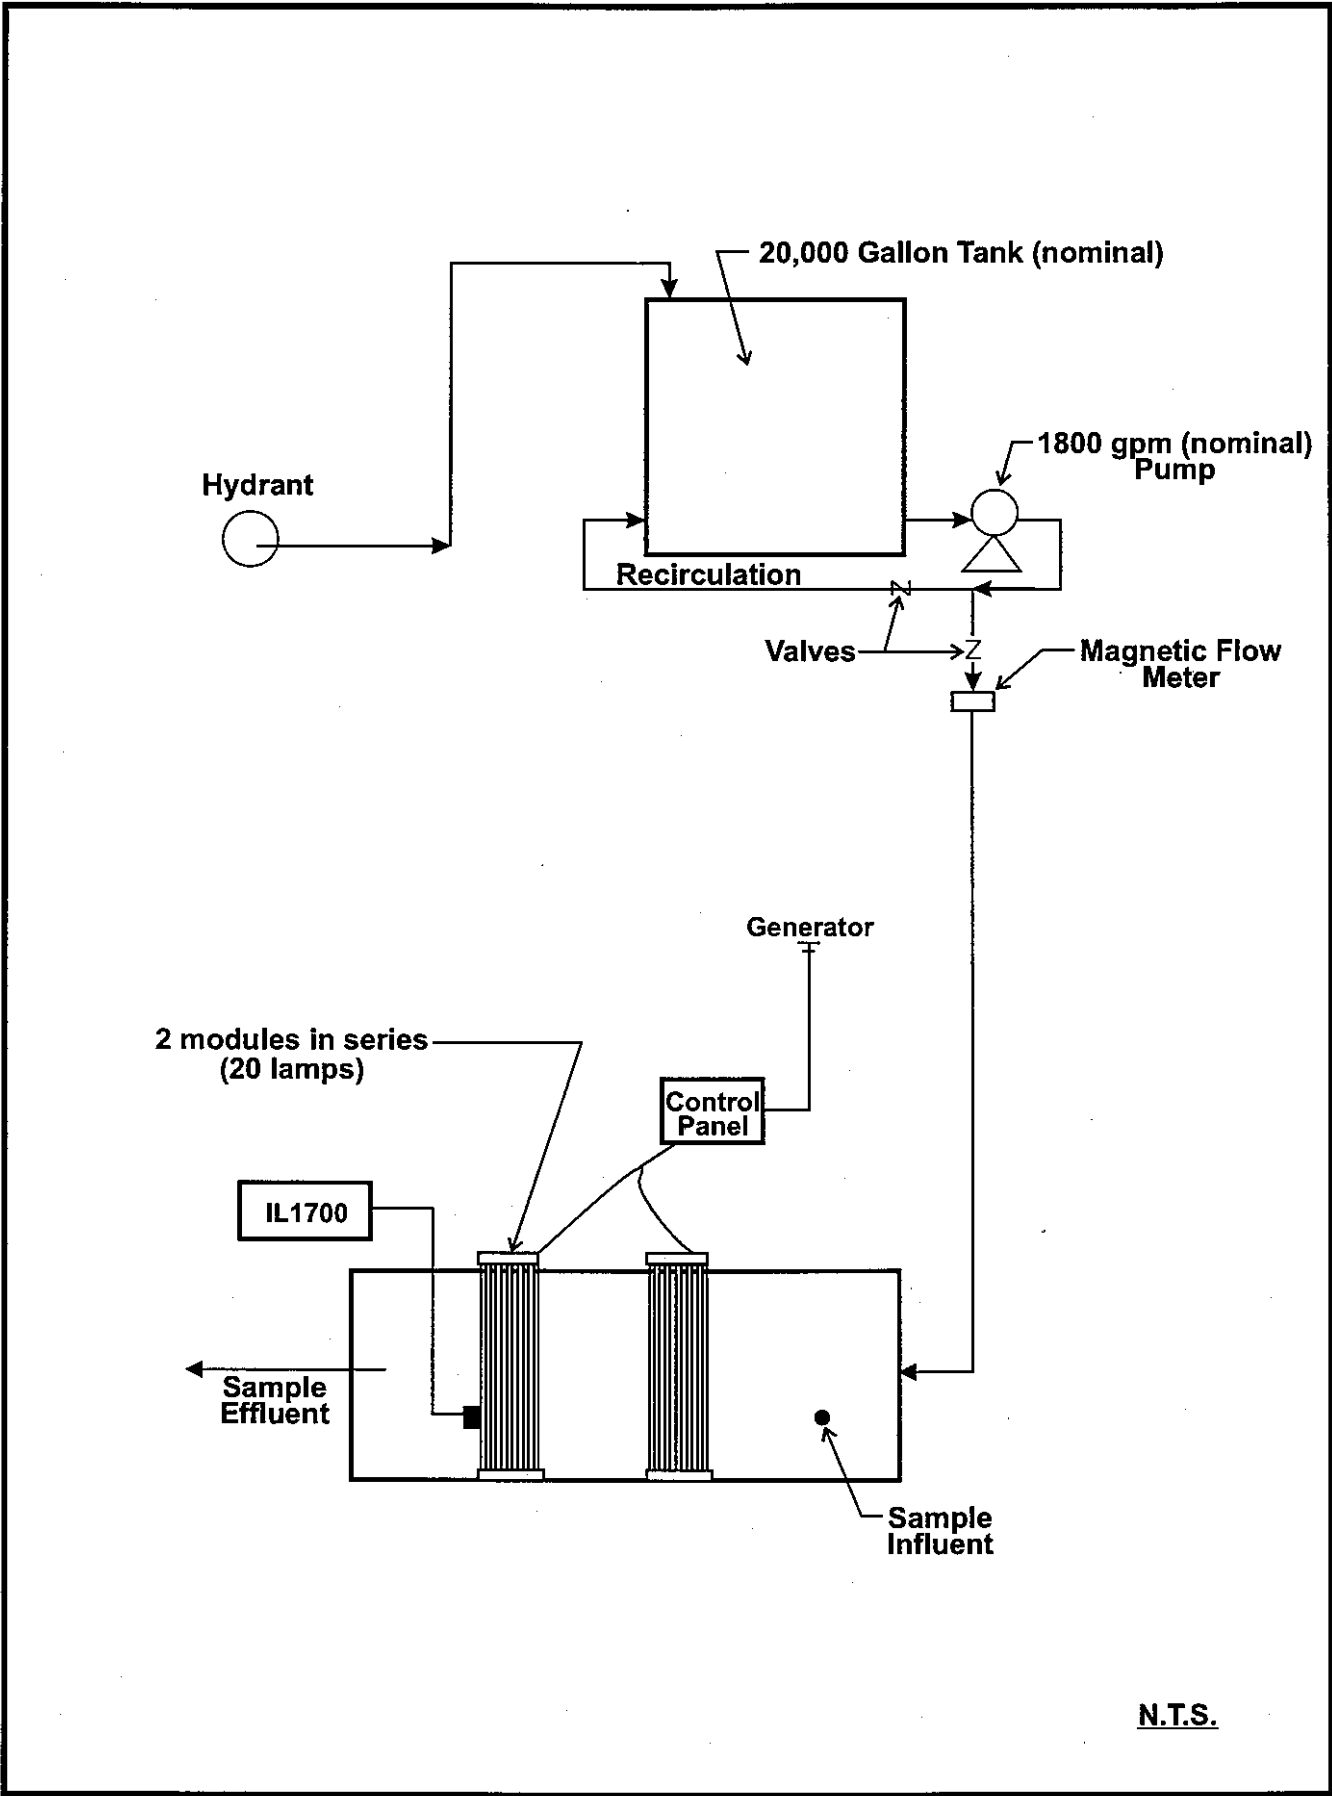 20,000 Gallon Tank (nominal)
1800 gpm (nominal)
Pump
Hydrant
Recirculation
Valves
Magnetic Flow
Meter
Generator
2 modules in series
(20 lamps)
Control
Panel
IL1700
Sample
Effluent
Sample
Influent
N.T.S.